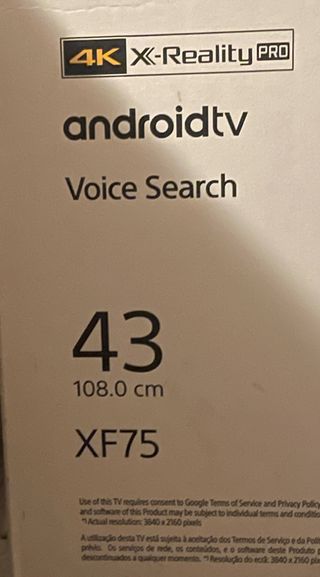 4K X-Reality PRO
androidtv
Voice Search
43
108.0 cm
XF75
Use of this TV requires consent to Google Terms of Service and Privacy Policy
and software of this Product may be subject to individual terms and
*¹⁾ Actual resolution: 3840 x 2160 pixels
A utilização desta TV está sujeita à aceitação dos Termos de Serviço e da
prévio. Os serviços de rede, os conteúdos, e o software deste Produto
descontinuados a qualquer momento. *¹⁾ Resolução do ecrã: 3840 x 2160